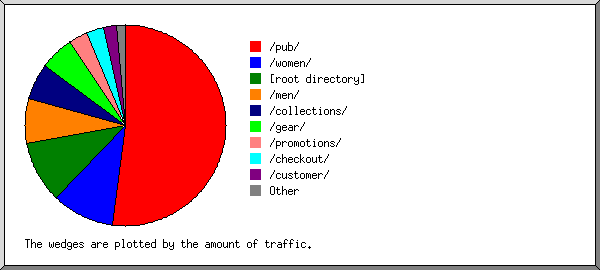 /pub/
/women/
[root directory]
/men/
/collections/
/gear/
/promotions/
/checkout/
/customer/
Other
The wedges are plotted by the amount of traffic.